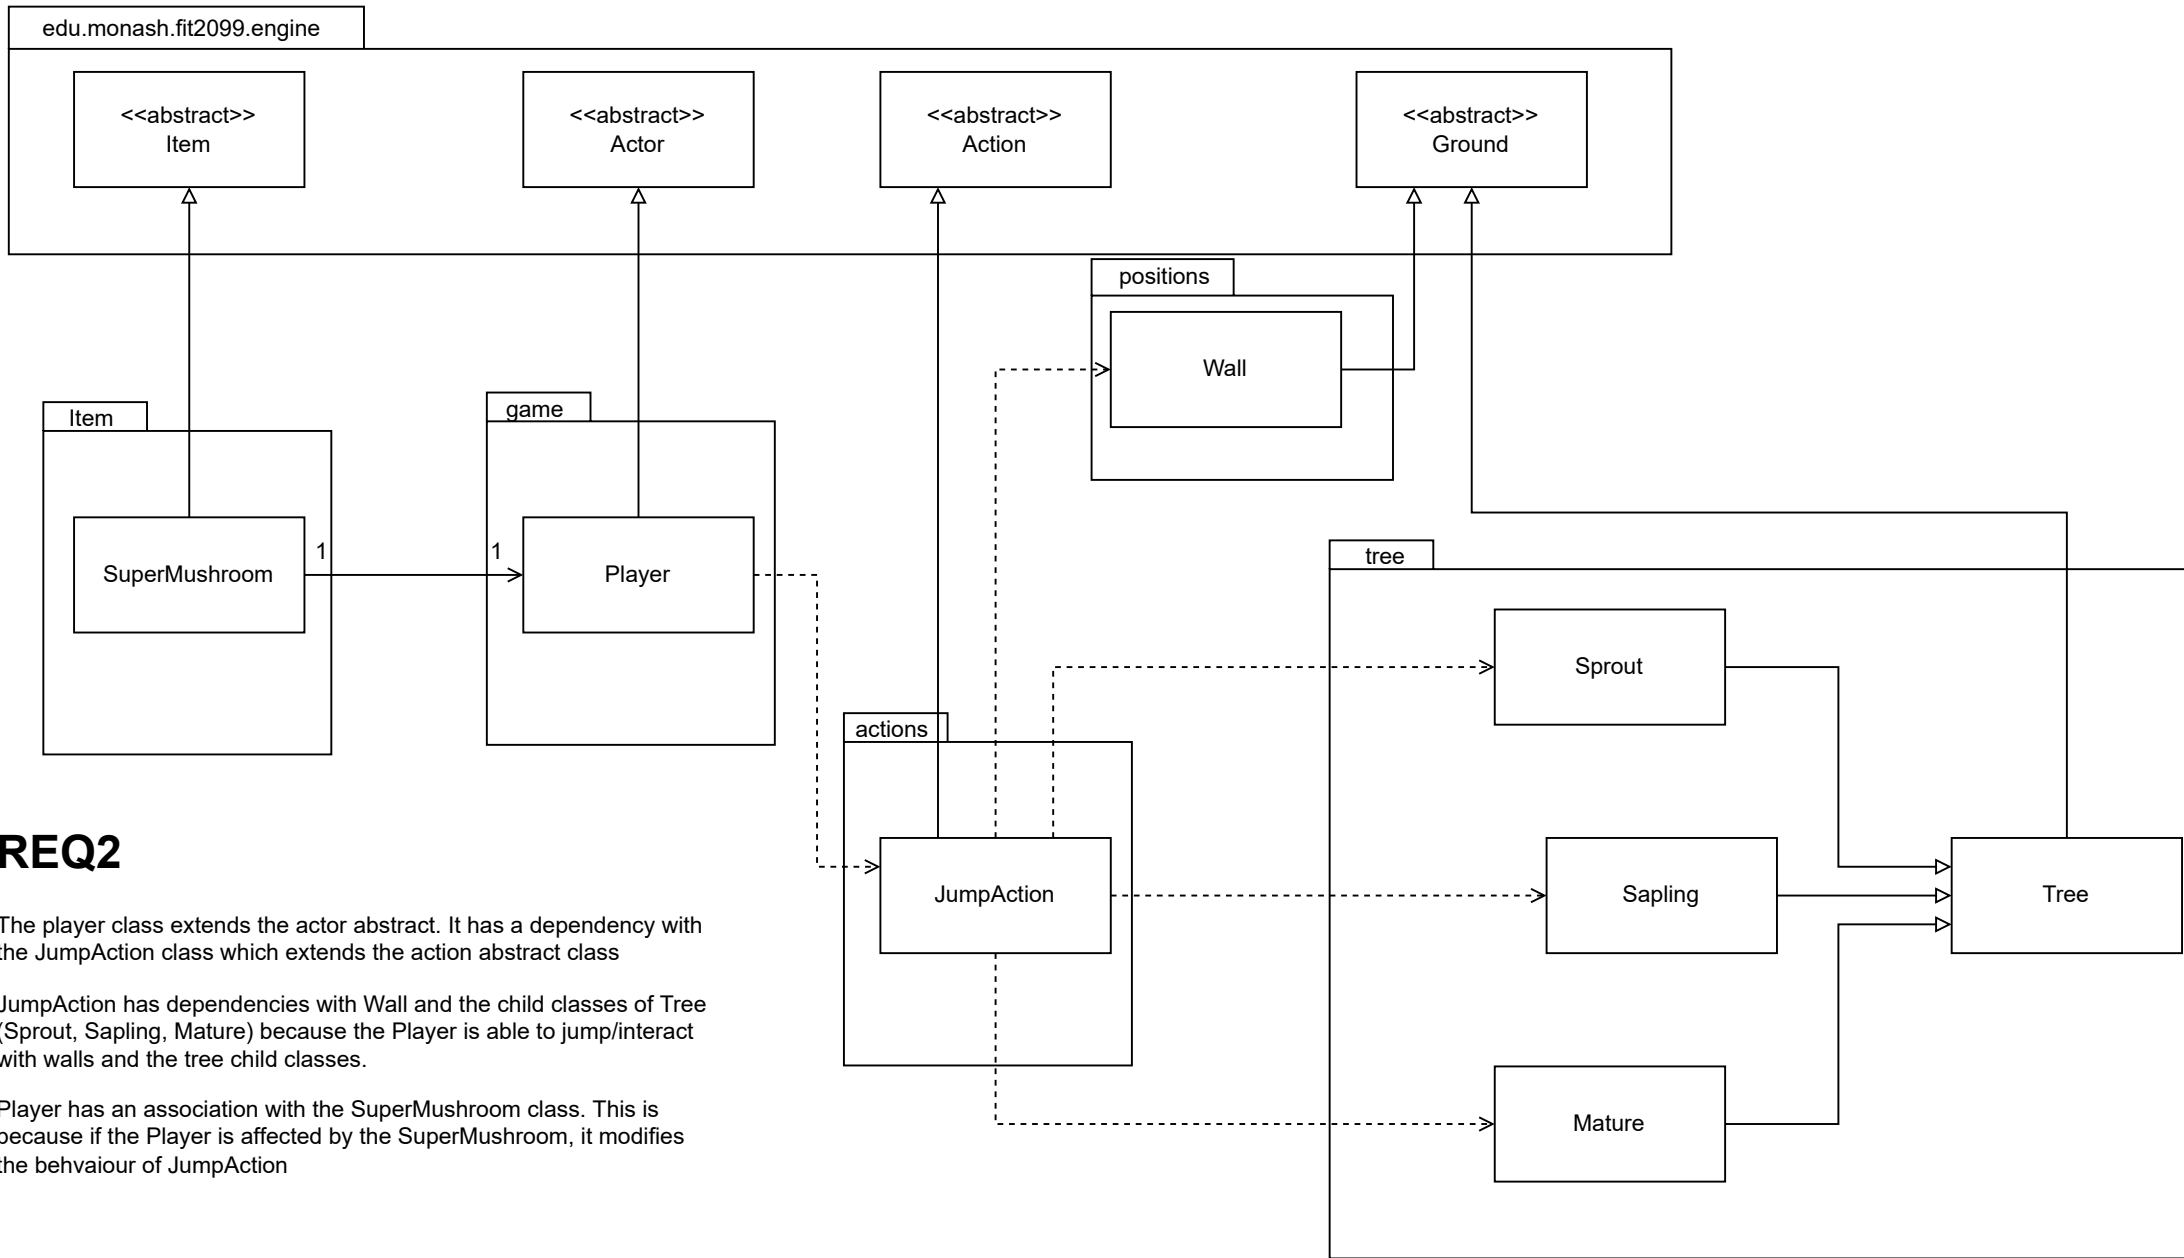 edu.monash.fit2099.engine
<<abstract>>
Item
<<abstract>>
Actor
<<abstract>>
Action
<<abstract>>
Ground
positions
Wall
Item
game
SuperMushroom
1
1
Player
tree
Sprout
actions
JumpAction
Sapling
Tree
Mature
REQ2
The player class extends the actor abstract. It has a dependency with
the JumpAction class which extends the action abstract class
JumpAction has dependencies with Wall and the child classes of Tree
(Sprout, Sapling, Mature) because the Player is able to jump/interact
with walls and the tree child classes.
Player has an association with the SuperMushroom class. This is
because if the Player is affected by the SuperMushroom, it modifies
the behvaiour of JumpAction